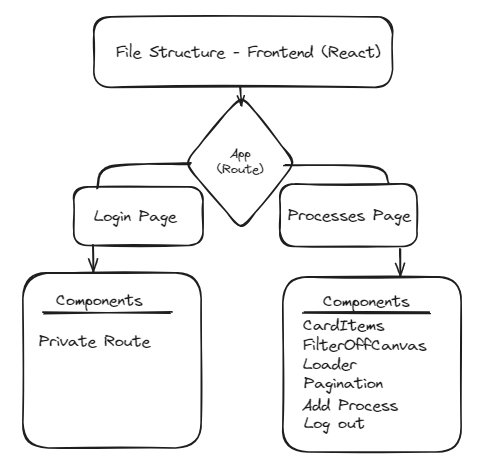 File Structure - Frontend (React)
App
(Route)
Login Page
Processes Page
Components
Private Route
Components
CardItems
FilterOffCanvas
Loader
Pagination
Add Process
Log out